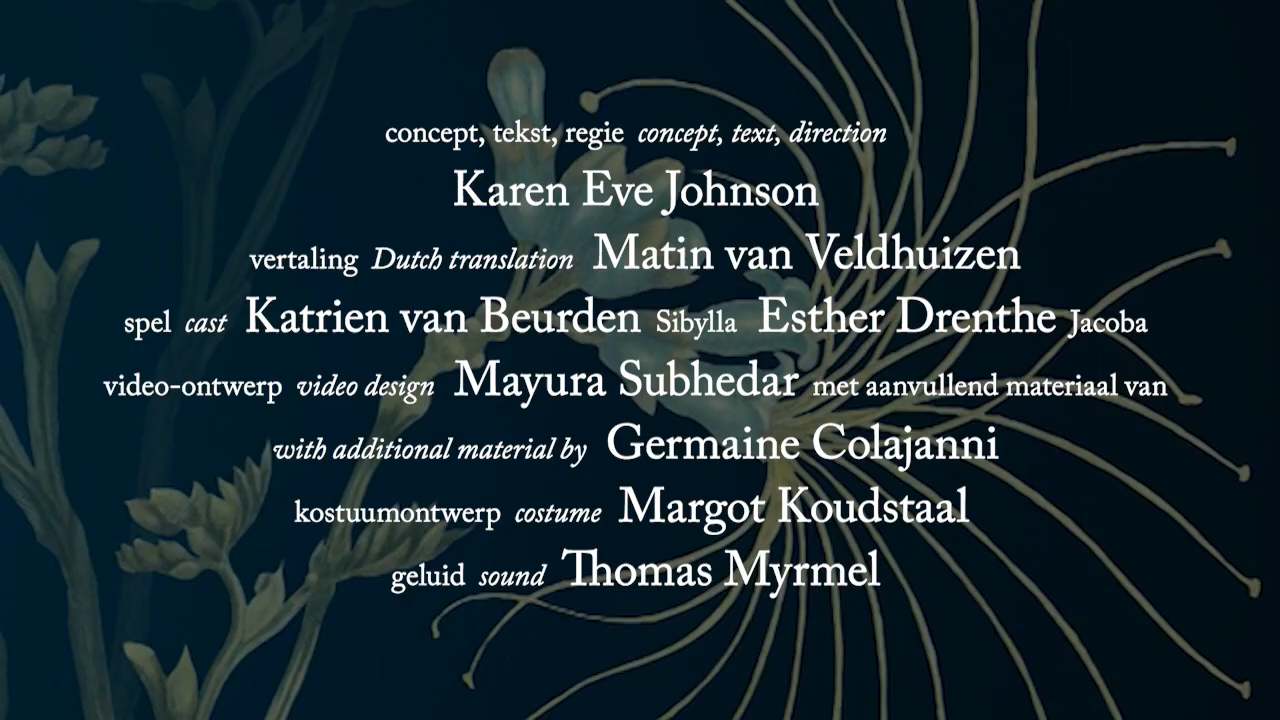 concept, tekst, regie concept, text, direction
Karen Eve Johnson
vertaling Dutch translation Matin van Veldhuizen
spel cast Katrien van Beurden Sibylla Esther Drenthe Jacoba
video-ontwerp video design Mayura Subhedar met aanvullend materiaal van
with additional material by Germaine Colajanni
kostuumontwerp costume Margot Koudstaal
geluid sound Thomas Myrmel